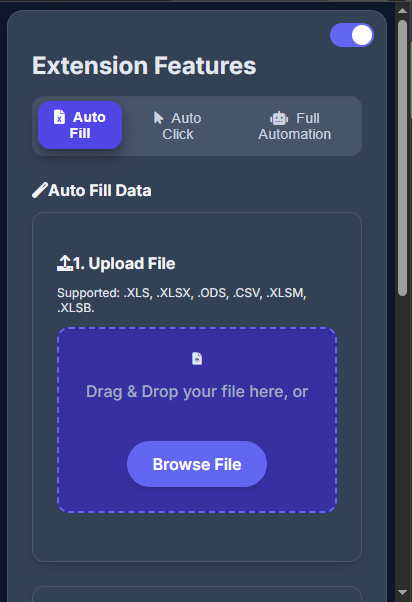 Extension Features
Auto
Fill
Auto
Click
Full
Automation
Auto Fill Data
1. Upload File
Supported: .XLS, .XLSX, .ODS, .CSV, .XLSM,
.XLSB.
Drag & Drop your file here, or
Browse File